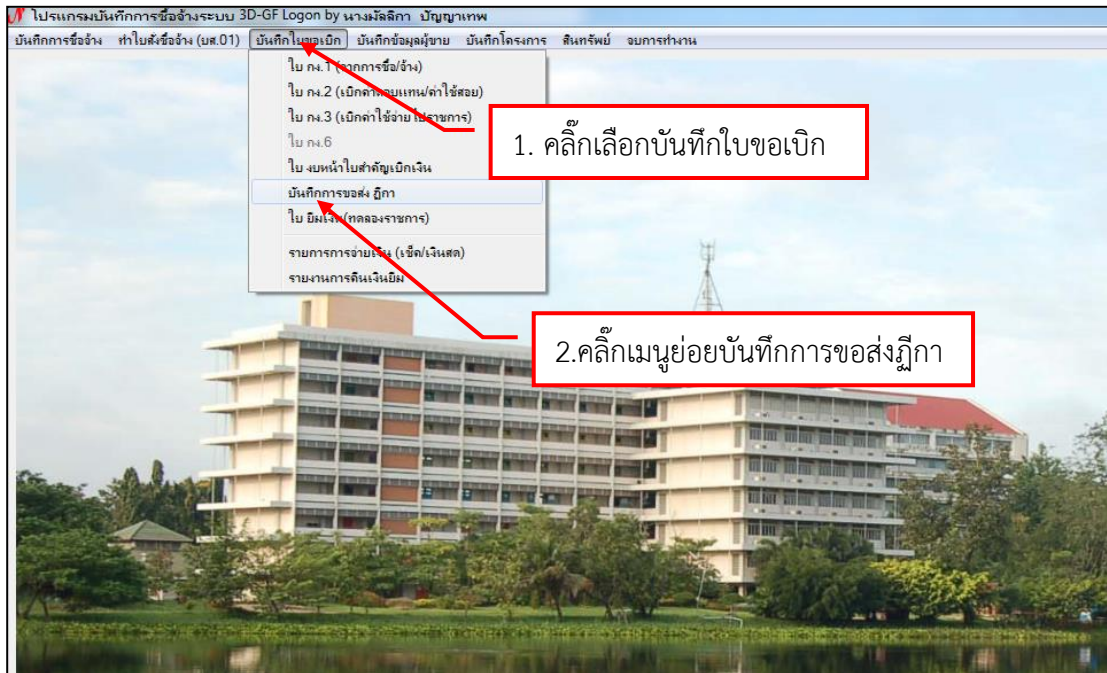 โปรแกรมบันทึกการซื้อจ้างระบบ 3D-GF Logon by นางมัลลิกา ปัญญาเทพ
บันทึกการซื้อจ้าง ทำใบสั่งซื้อจ้าง (บส.01) บันทึกใบขอเบิก บันทึกข้อมูลผู้ขาย บันทึกโครงการ สินทรัพย์ จบการทำงาน
ใบ กง.1 (จากการซื้อ/จ้าง)
ใบ กง.2 (เบิกค่าตอบแทน/ค่าใช้สอย)
ใบ กง.3 (เบิกค่าใช้จ่ายไปราชการ)
ใบ กง.6
ใบ งบหน้าใบสำคัญเบิกเงิน
บันทึกการขอส่ง ฎีกา
ใบ ยืมเงิน(ทดลองราชการ)
รายการการจ่ายเงิน (เช็ค/เงินสด)
รายงานการคืนเงินยืม
1. คลิ๊กเลือกบันทึกใบขอเบิก
2.คลิ๊กเมนูย่อยบันทึกการขอส่งฎีกา